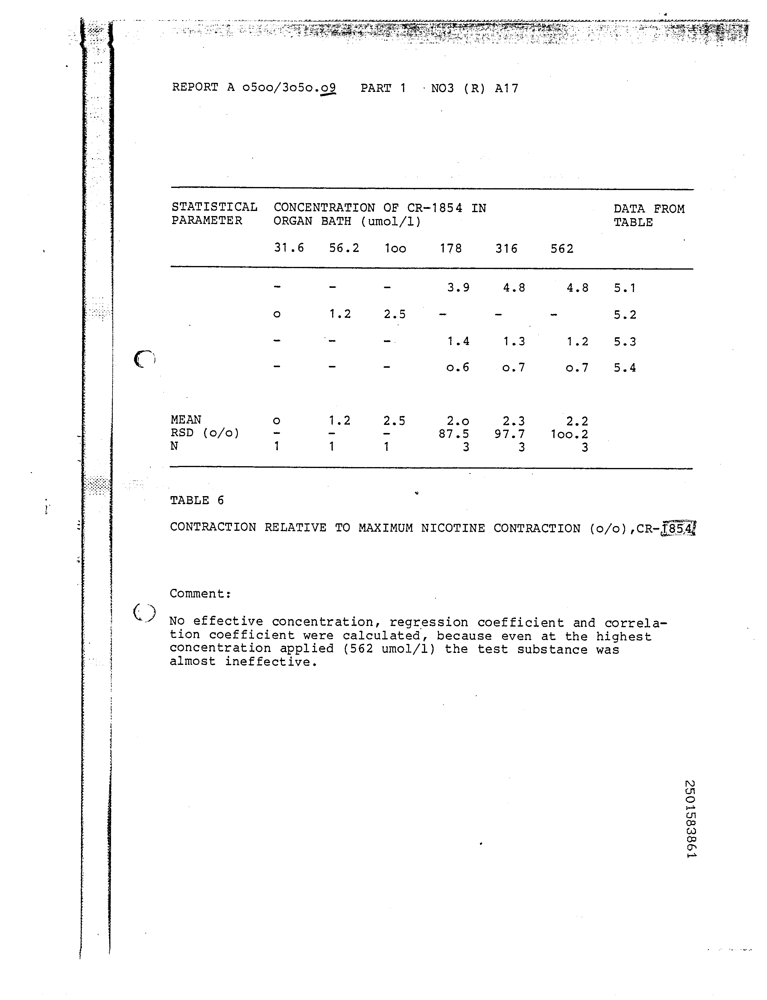 REPORT A o5oo/3o5o.o9 PART 1 NO3 (R) A17
STATISTICAL CONCENTRATION OF CR-1854 IN DATA FROM
PARAMETER ORGAN BATH (umol/l) TABLE
31.6 56.2 1oo 178 316 562
- - - 3.9 4.8 4.8 5.1
o 1.2 2.5 - - - 5.2
- - - 1.4 1.3 1.2 5.3
- - - o.6 o.7 o.7 5.4
MEAN o 1.2 2.5 2.o 2.3 2.2
RSD (o/o) - - - 87.5 97.7 1oo.2
N 1 1 1 3 3 3
TABLE 6
CONTRACTION RELATIVE TO MAXIMUM NICOTINE CONTRACTION (o/o),CR-1854
Comment:
No effective concentration, regression coefficient and correla-
tion coefficient were calculated, because even at the highest
concentration applied (562 umol/l) the test substance was
almost ineffective.
2501583861